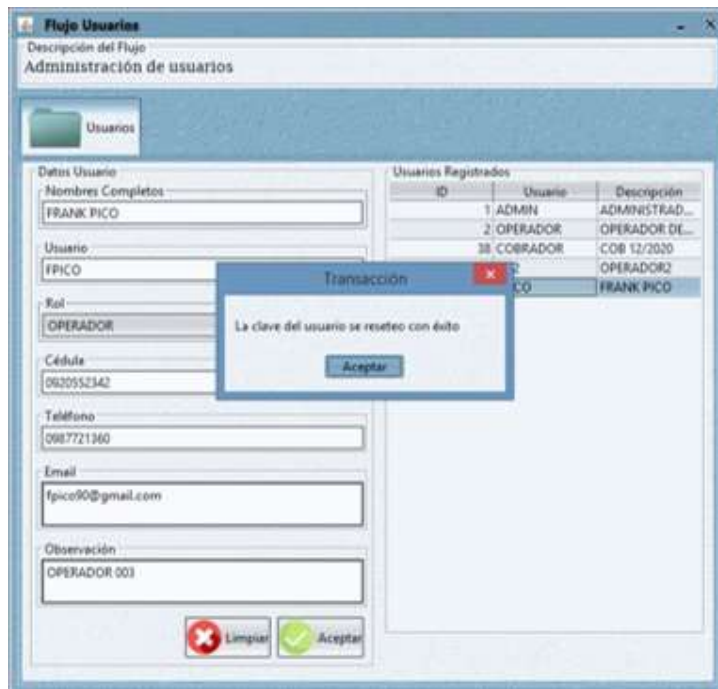 Flujo Usuarios
Descripción del Flujo
Administración de usuarios
Usuarios
Datos Usuario
Nombres Completos
FRANK PICO
Usuario
FPICO
Rol
OPERADOR
Cédula
0920552342
Teléfono
0987721360
Email
fpico90@gmail.com
Observación
OPERADOR 003
Limpiar
Aceptar
Usuarios Registrados
ID Usuario Descripción
1 ADMIN ADMINISTRAD...
2 OPERADOR OPERADOR DE...
38 COBRADOR COB 12/2020
OPERADOR2
FRANK PICO
Transacción
La clave del usuario se reseteo con éxito
Aceptar